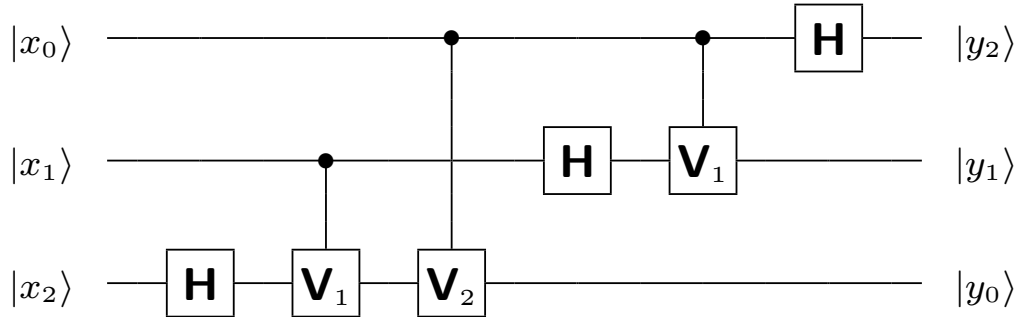 |x₀⟩ H |y₂⟩
|x₁⟩ H V₁ |y₁⟩
|x₂⟩ H V₁ V₂ |y₀⟩